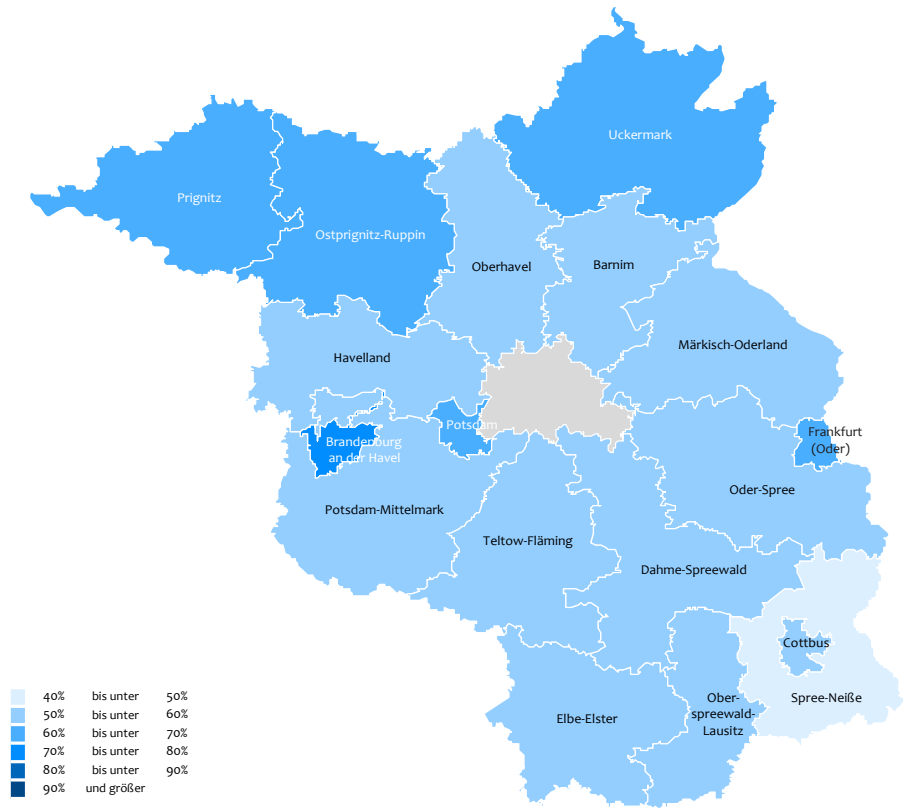 Uckermark
Prignitz
Ostprignitz-Ruppin
Oberhavel
Barnim
Märkisch-Oderland
Havelland
Potsdam
Frankfurt
(Oder)
Brandenburg
an der Havel
Oder-Spree
Potsdam-Mittelmark
Teltow-Fläming
Dahme-Spreewald
Cottbus
Spree-Neiße
Ober-
spreewald-
Lausitz
Elbe-Elster
40% bis unter 50%
50% bis unter 60%
60% bis unter 70%
70% bis unter 80%
80% bis unter 90%
90% und größer